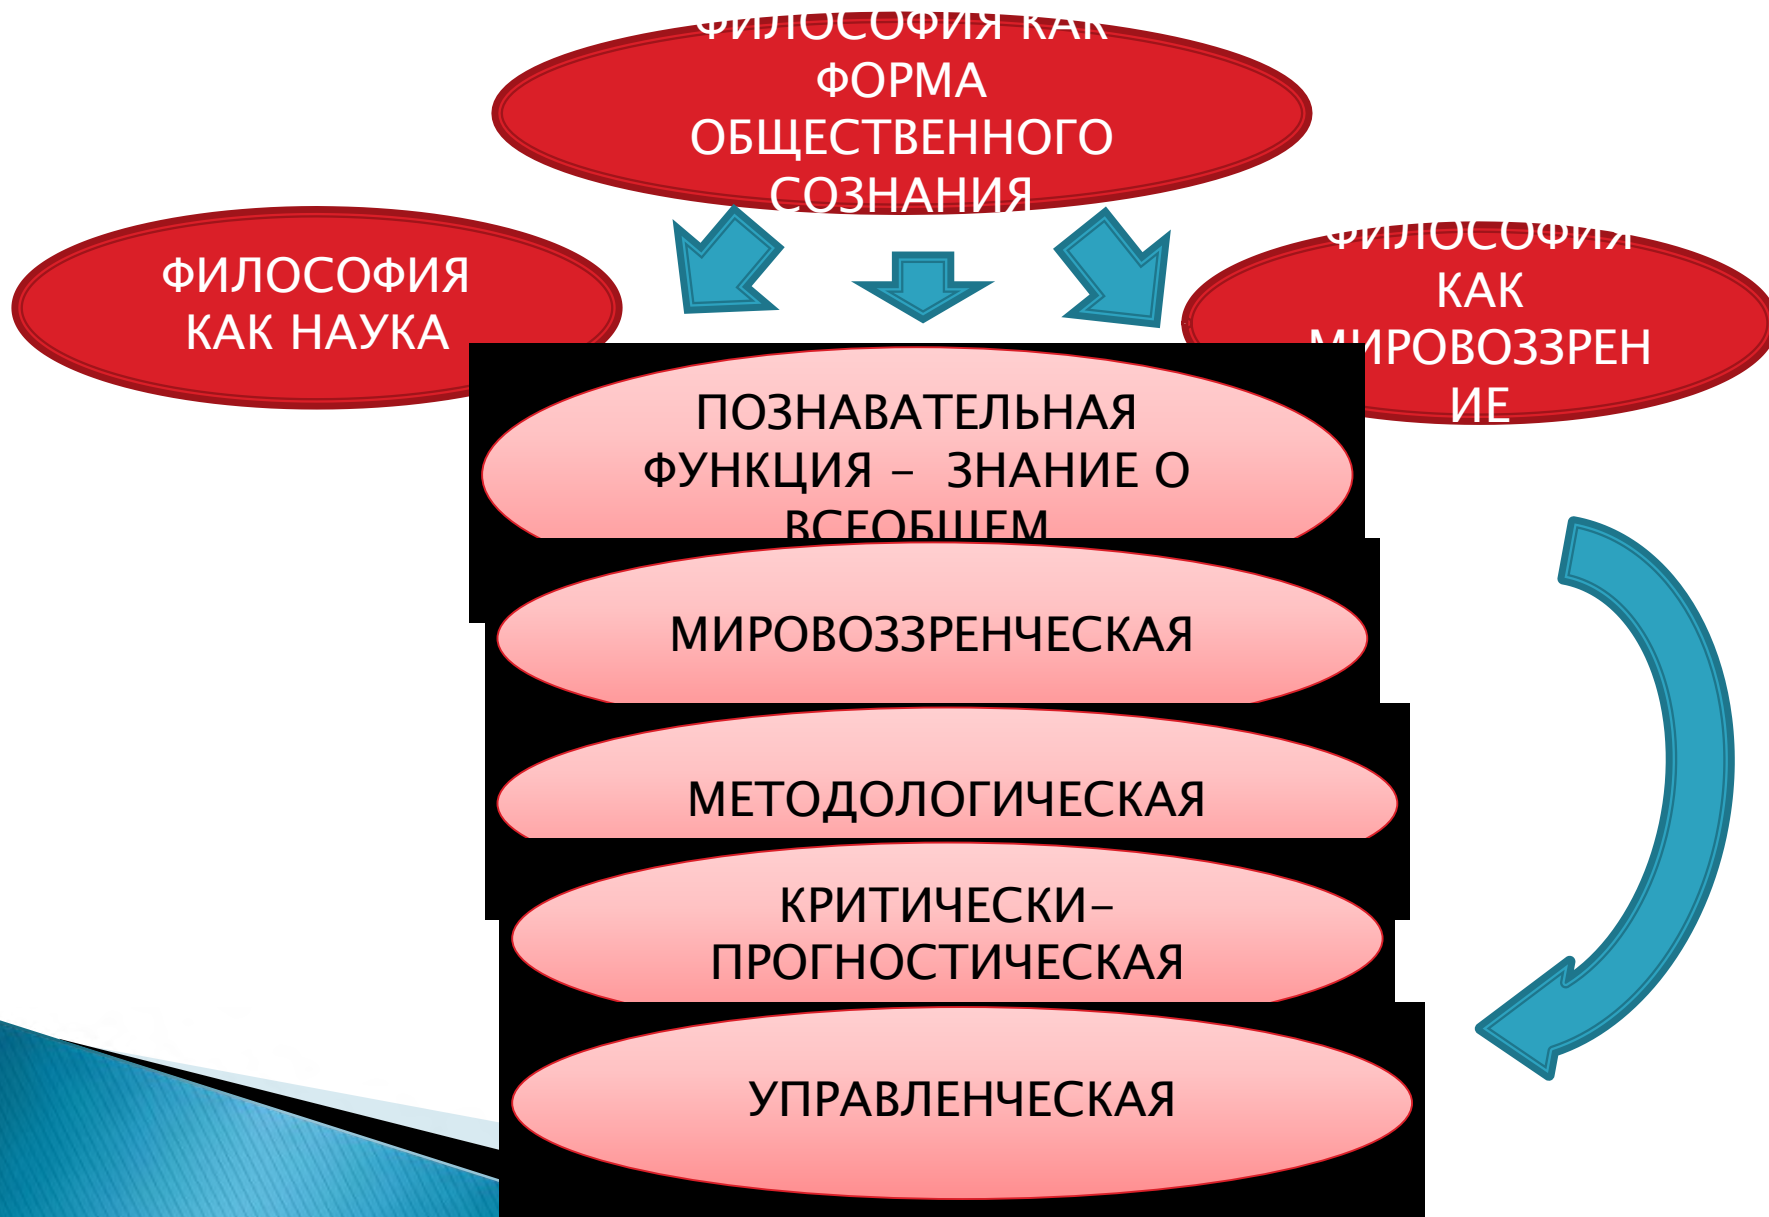 ФИЛОСОФИЯ КАК
ФОРМА
ОБЩЕСТВЕННОГО
СОЗНАНИЯ
ФИЛОСОФИЯ
КАК НАУКА
ФИЛОСОФИЯ
КАК
МИРОВОЗЗРЕН
ИЕ
ПОЗНАВАТЕЛЬНАЯ
ФУНКЦИЯ – ЗНАНИЕ О
ВСЕОБЩЕМ
МИРОВОЗЗРЕНЧЕСКАЯ
МЕТОДОЛОГИЧЕСКАЯ
КРИТИЧЕСКИ-
ПРОГНОСТИЧЕСКАЯ
УПРАВЛЕНЧЕСКАЯ